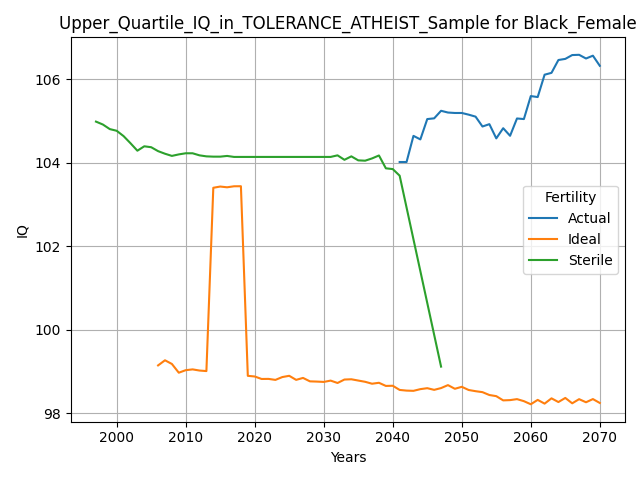 Upper_Quartile_IQ_in_TOLERANCE_ATHEIST_Sample for Black_Female
106
104
102
100
98
IQ
Fertility
Actual
Ideal
Sterile
2000 2010 2020 2030 2040 2050 2060 2070
Years